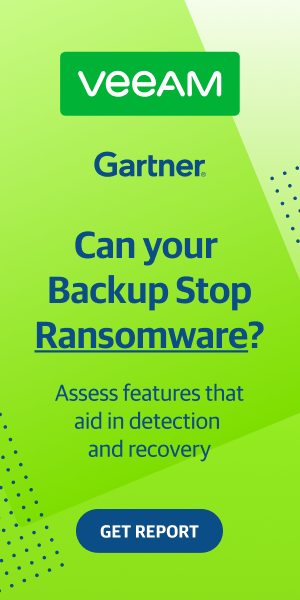 VEEAM
Gartner®
Can your
Backup Stop
Ransomware?
Assess features that
aid in detection
and recovery
GET REPORT